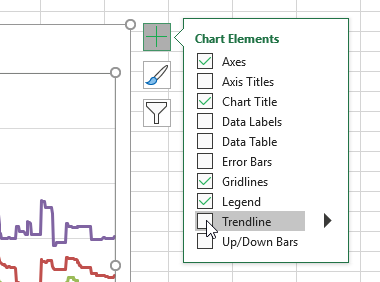 Chart Elements
Axes
Axis Titles
Chart Title
Data Labels
Data Table
Error Bars
Gridlines
Legend
Trendline
Up/Down Bars